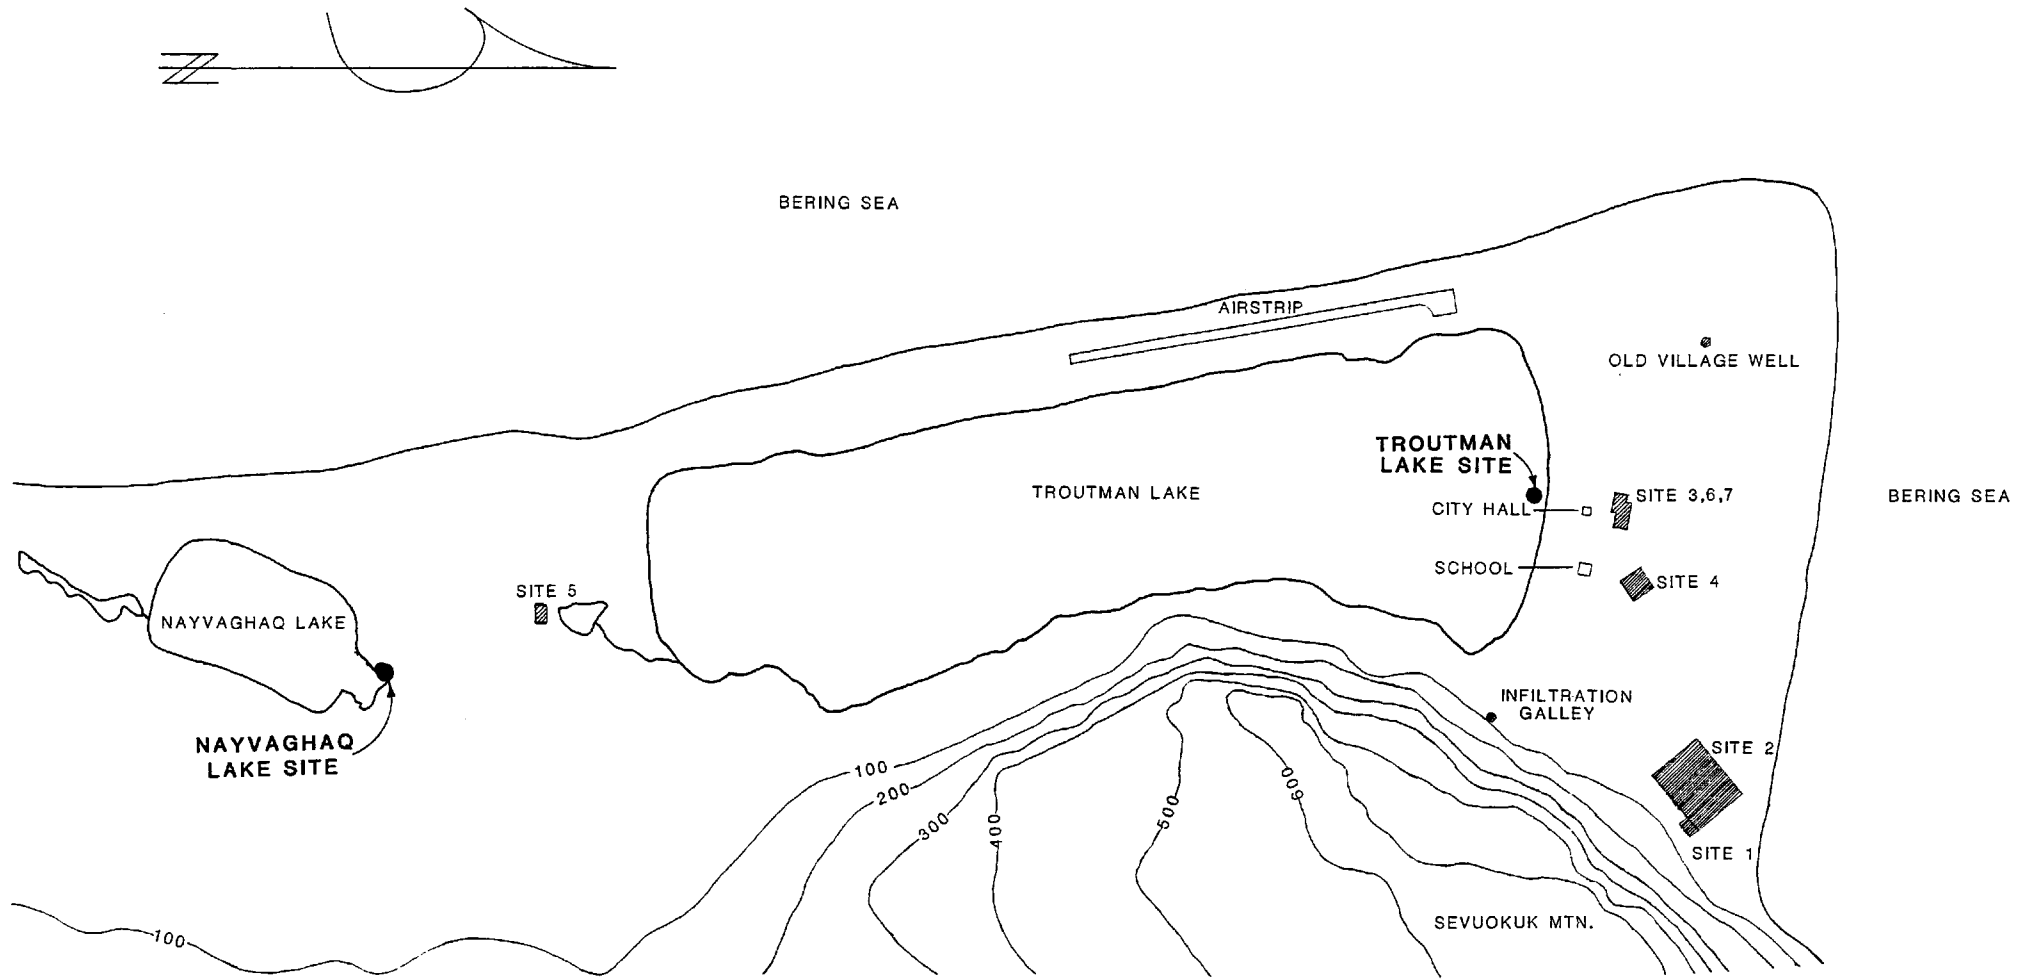 N
BERING SEA
AIRSTRIP
OLD VILLAGE WELL
TROUTMAN
LAKE SITE
TROUTMAN LAKE
CITY HALL
SITE 3,6,7
BERING SEA
SCHOOL
SITE 4
SITE 5
NAYVAGHAQ LAKE
NAYVAGHAQ
LAKE SITE
INFILTRATION
GALLEY
SITE 2
SITE 1
100
200
300
400
500
600
SEVUOKUK MTN.
100